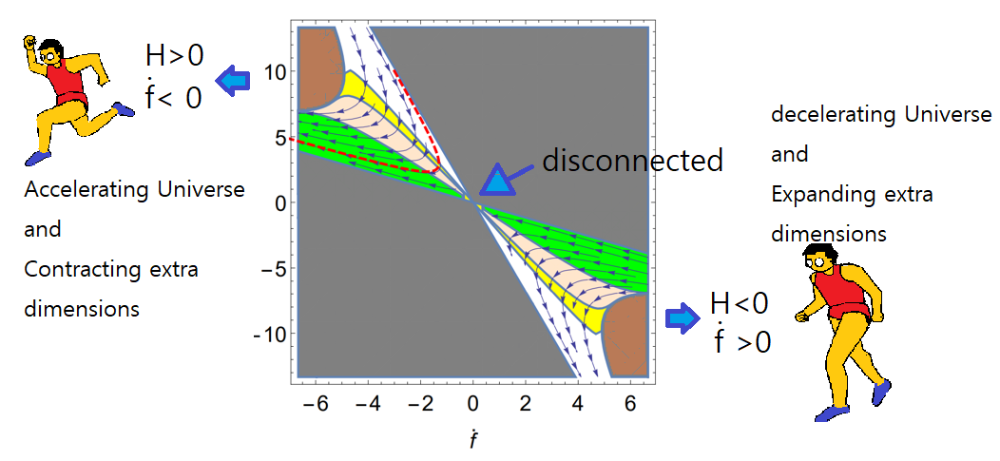 H>0
ḟ< 0
Accelerating Universe
and
Contracting extra
dimensions
10
5
0
−5
-10
−6 −4 −2 0 2 4 6
ḟ
disconnected
decelerating Universe
and
Expanding extra
dimensions
H<0
ḟ >0